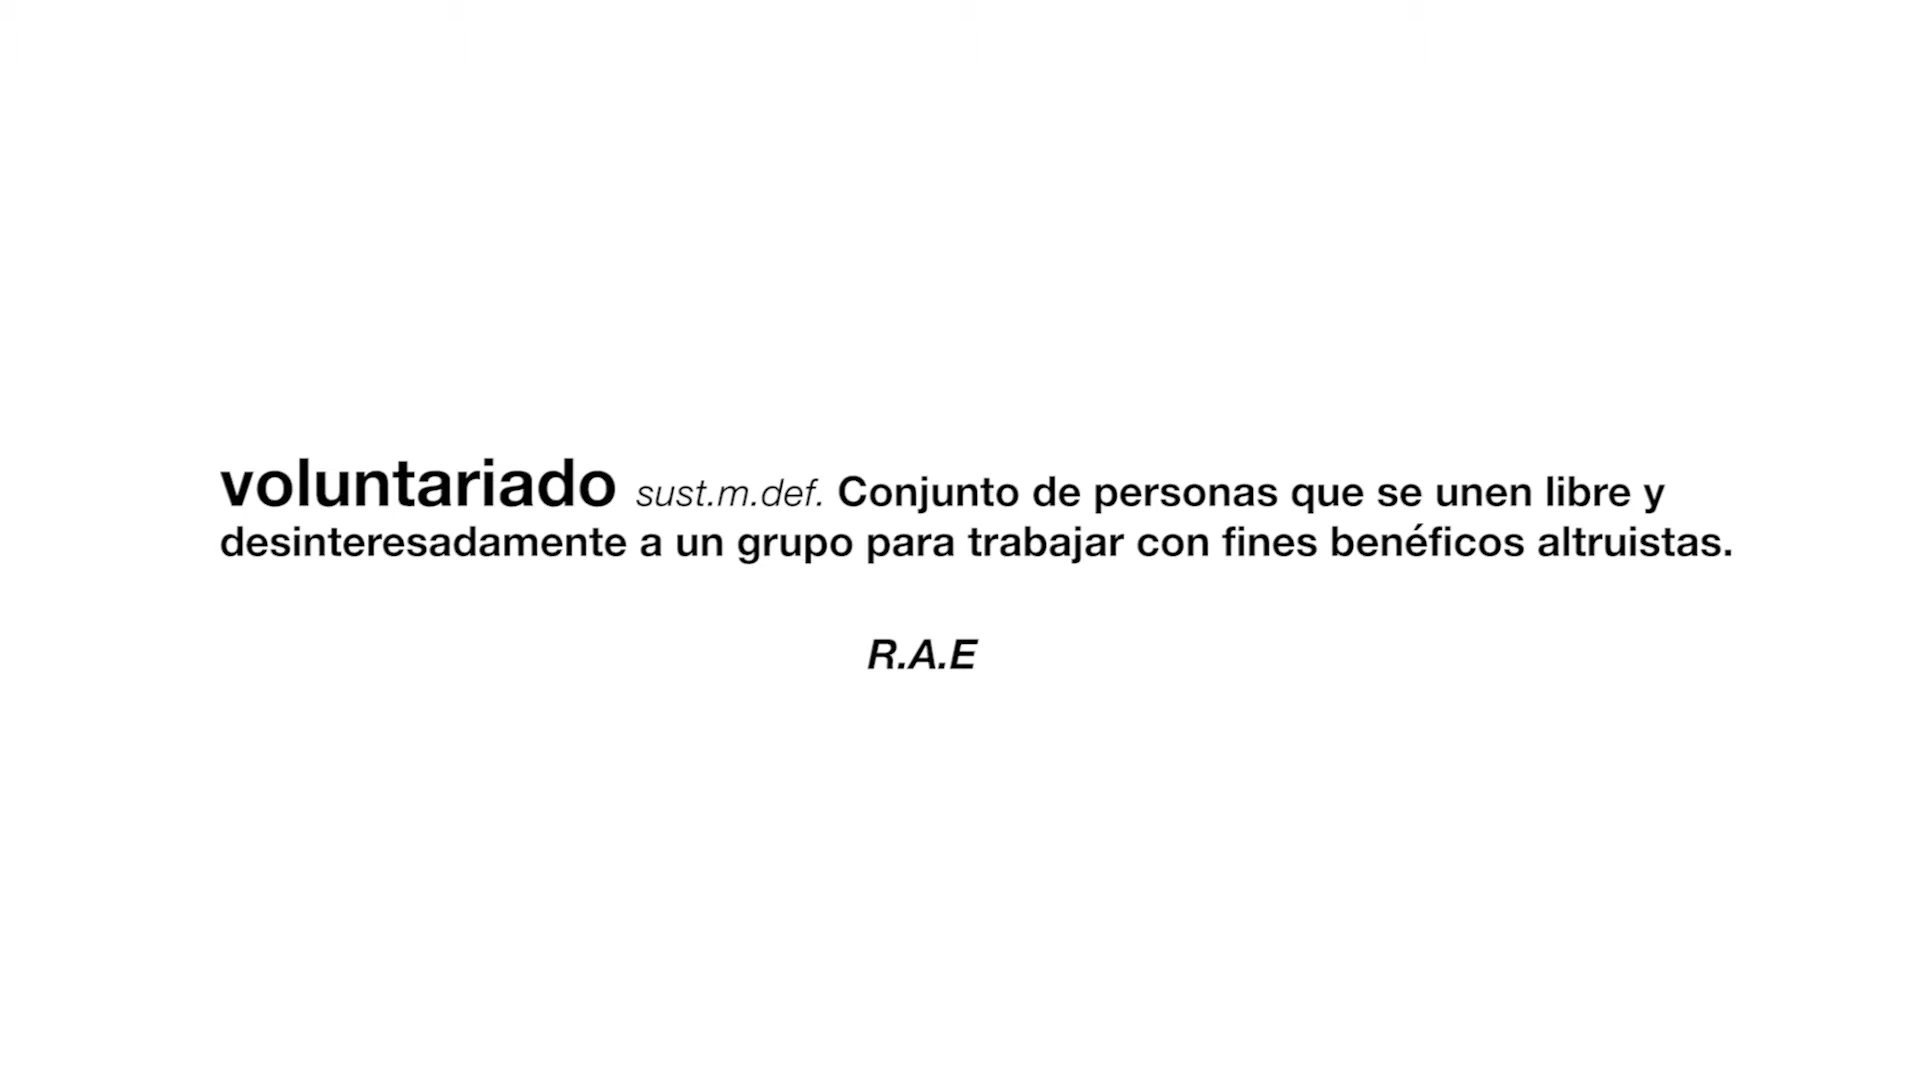 voluntariado sust.m.def. Conjunto de personas que se unen libre y
desinteresadamente a un grupo para trabajar con fines benéficos altruistas.
R.A.E